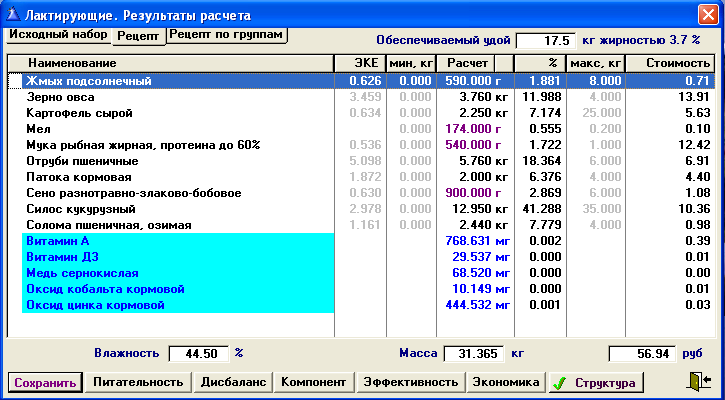 Лактирующие. Результаты расчета
Исходный набор Рецепт Рецепт по группам
Обеспечиваемый удой 17.5 кг жирностью 3.7 %
Наименование ЭКЕ мин, кг Расчет % макс, кг Стоимость
Жмых подсолнечный 0.626 0.000 590.000 г 1.881 8.000 0.71
Зерно овса 3.459 0.000 3.760 кг 11.988 4.000 13.91
Картофель сырой 0.634 0.000 2.250 кг 7.174 25.000 5.63
Мел 0.000 174.000 г 0.555 0.200 0.10
Мука рыбная жирная, протеина до 60% 0.536 0.000 540.000 г 1.722 1.000 12.42
Отруби пшеничные 5.098 0.000 5.760 кг 18.364 6.000 6.91
Патока кормовая 1.872 0.000 2.000 кг 6.376 4.000 4.40
Сено разнотравно-злаково-бобовое 0.630 0.000 900.000 г 2.869 6.000 1.08
Силос кукурузный 2.978 0.000 12.950 кг 41.288 35.000 10.36
Солома пшеничная, озимая 1.161 0.000 2.440 кг 7.779 4.000 0.98
Витамин А 768.631 мг 0.002 0.39
Витамин Д3 29.537 мг 0.000 0.01
Медь сернокислая 68.520 мг 0.000 0.00
Оксид кобальта кормовой 10.149 мг 0.000 0.01
Оксид цинка кормовой 444.532 мг 0.001 0.03
Влажность 44.50 % Масса 31.365 кг 56.94 руб
Сохранить Питательность Дисбаланс Компонент Эффективность Экономика Структура